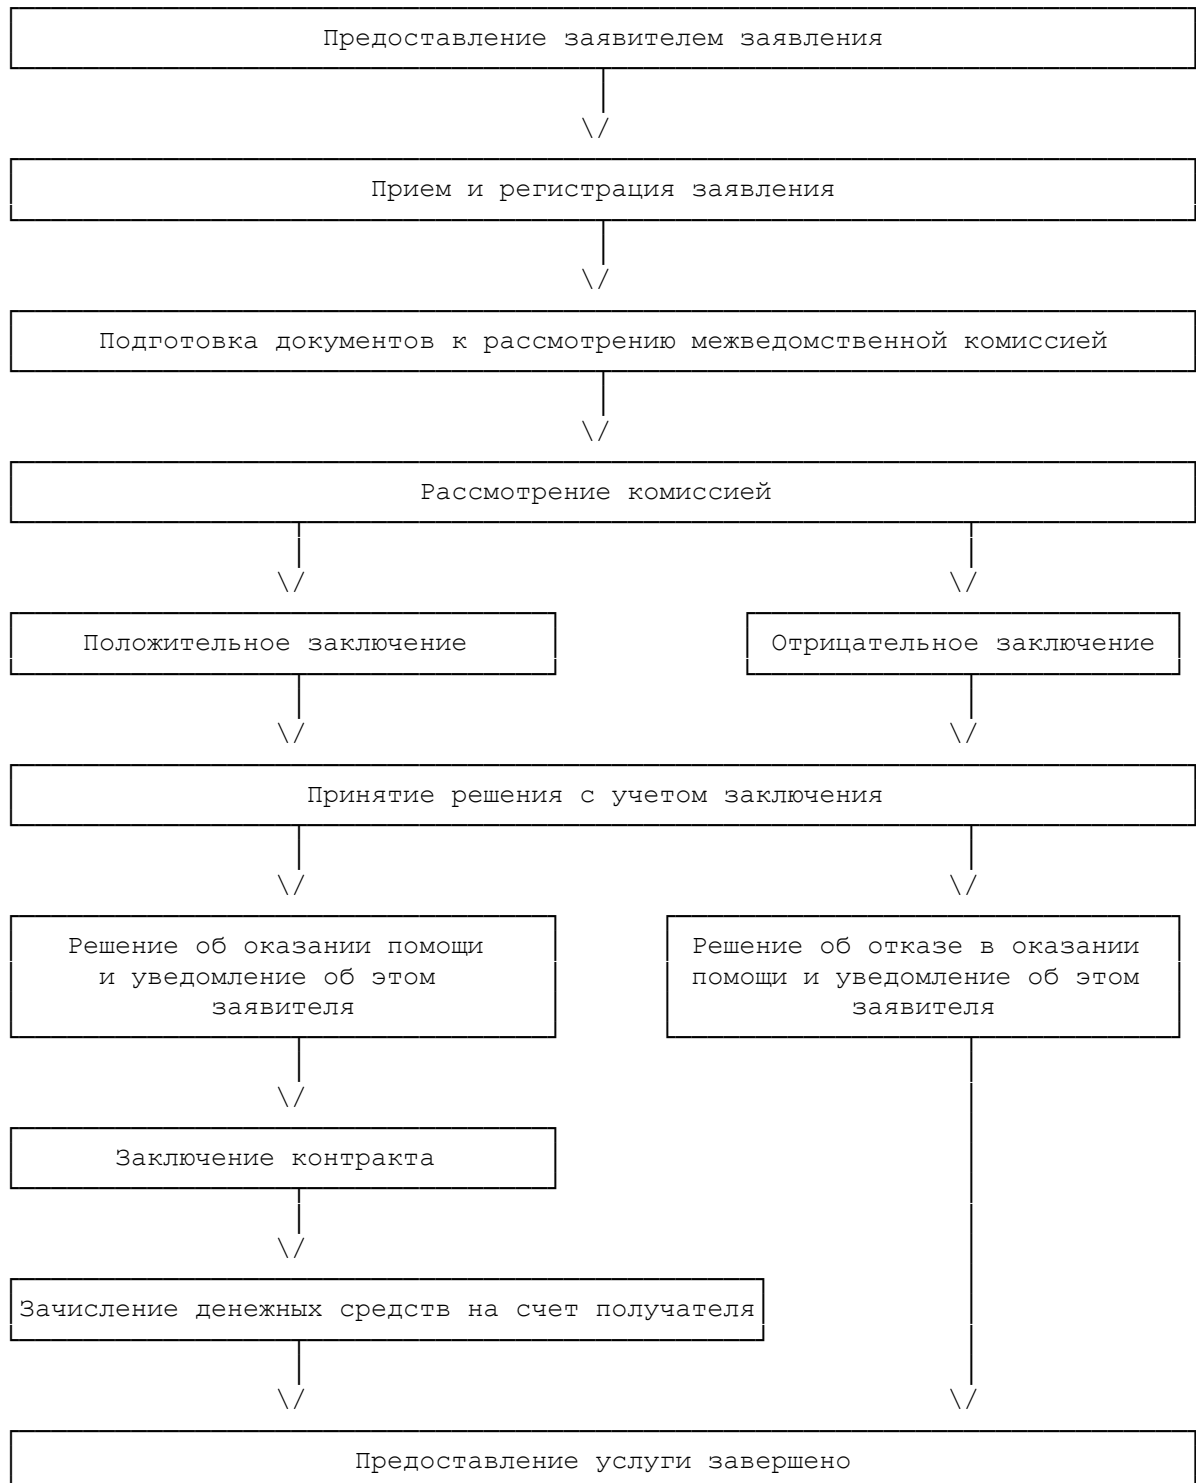 Предоставление заявителем заявления
Прием и регистрация заявления
Подготовка документов к рассмотрению межведомственной комиссией
Рассмотрение комиссией
Положительное заключение
Отрицательное заключение
Принятие решения с учетом заключения
Решение об оказании помощи
и уведомление об этом
заявителя
Решение об отказе в оказании
помощи и уведомление об этом
заявителя
Заключение контракта
Зачисление денежных средств на счет получателя
Предоставление услуги завершено